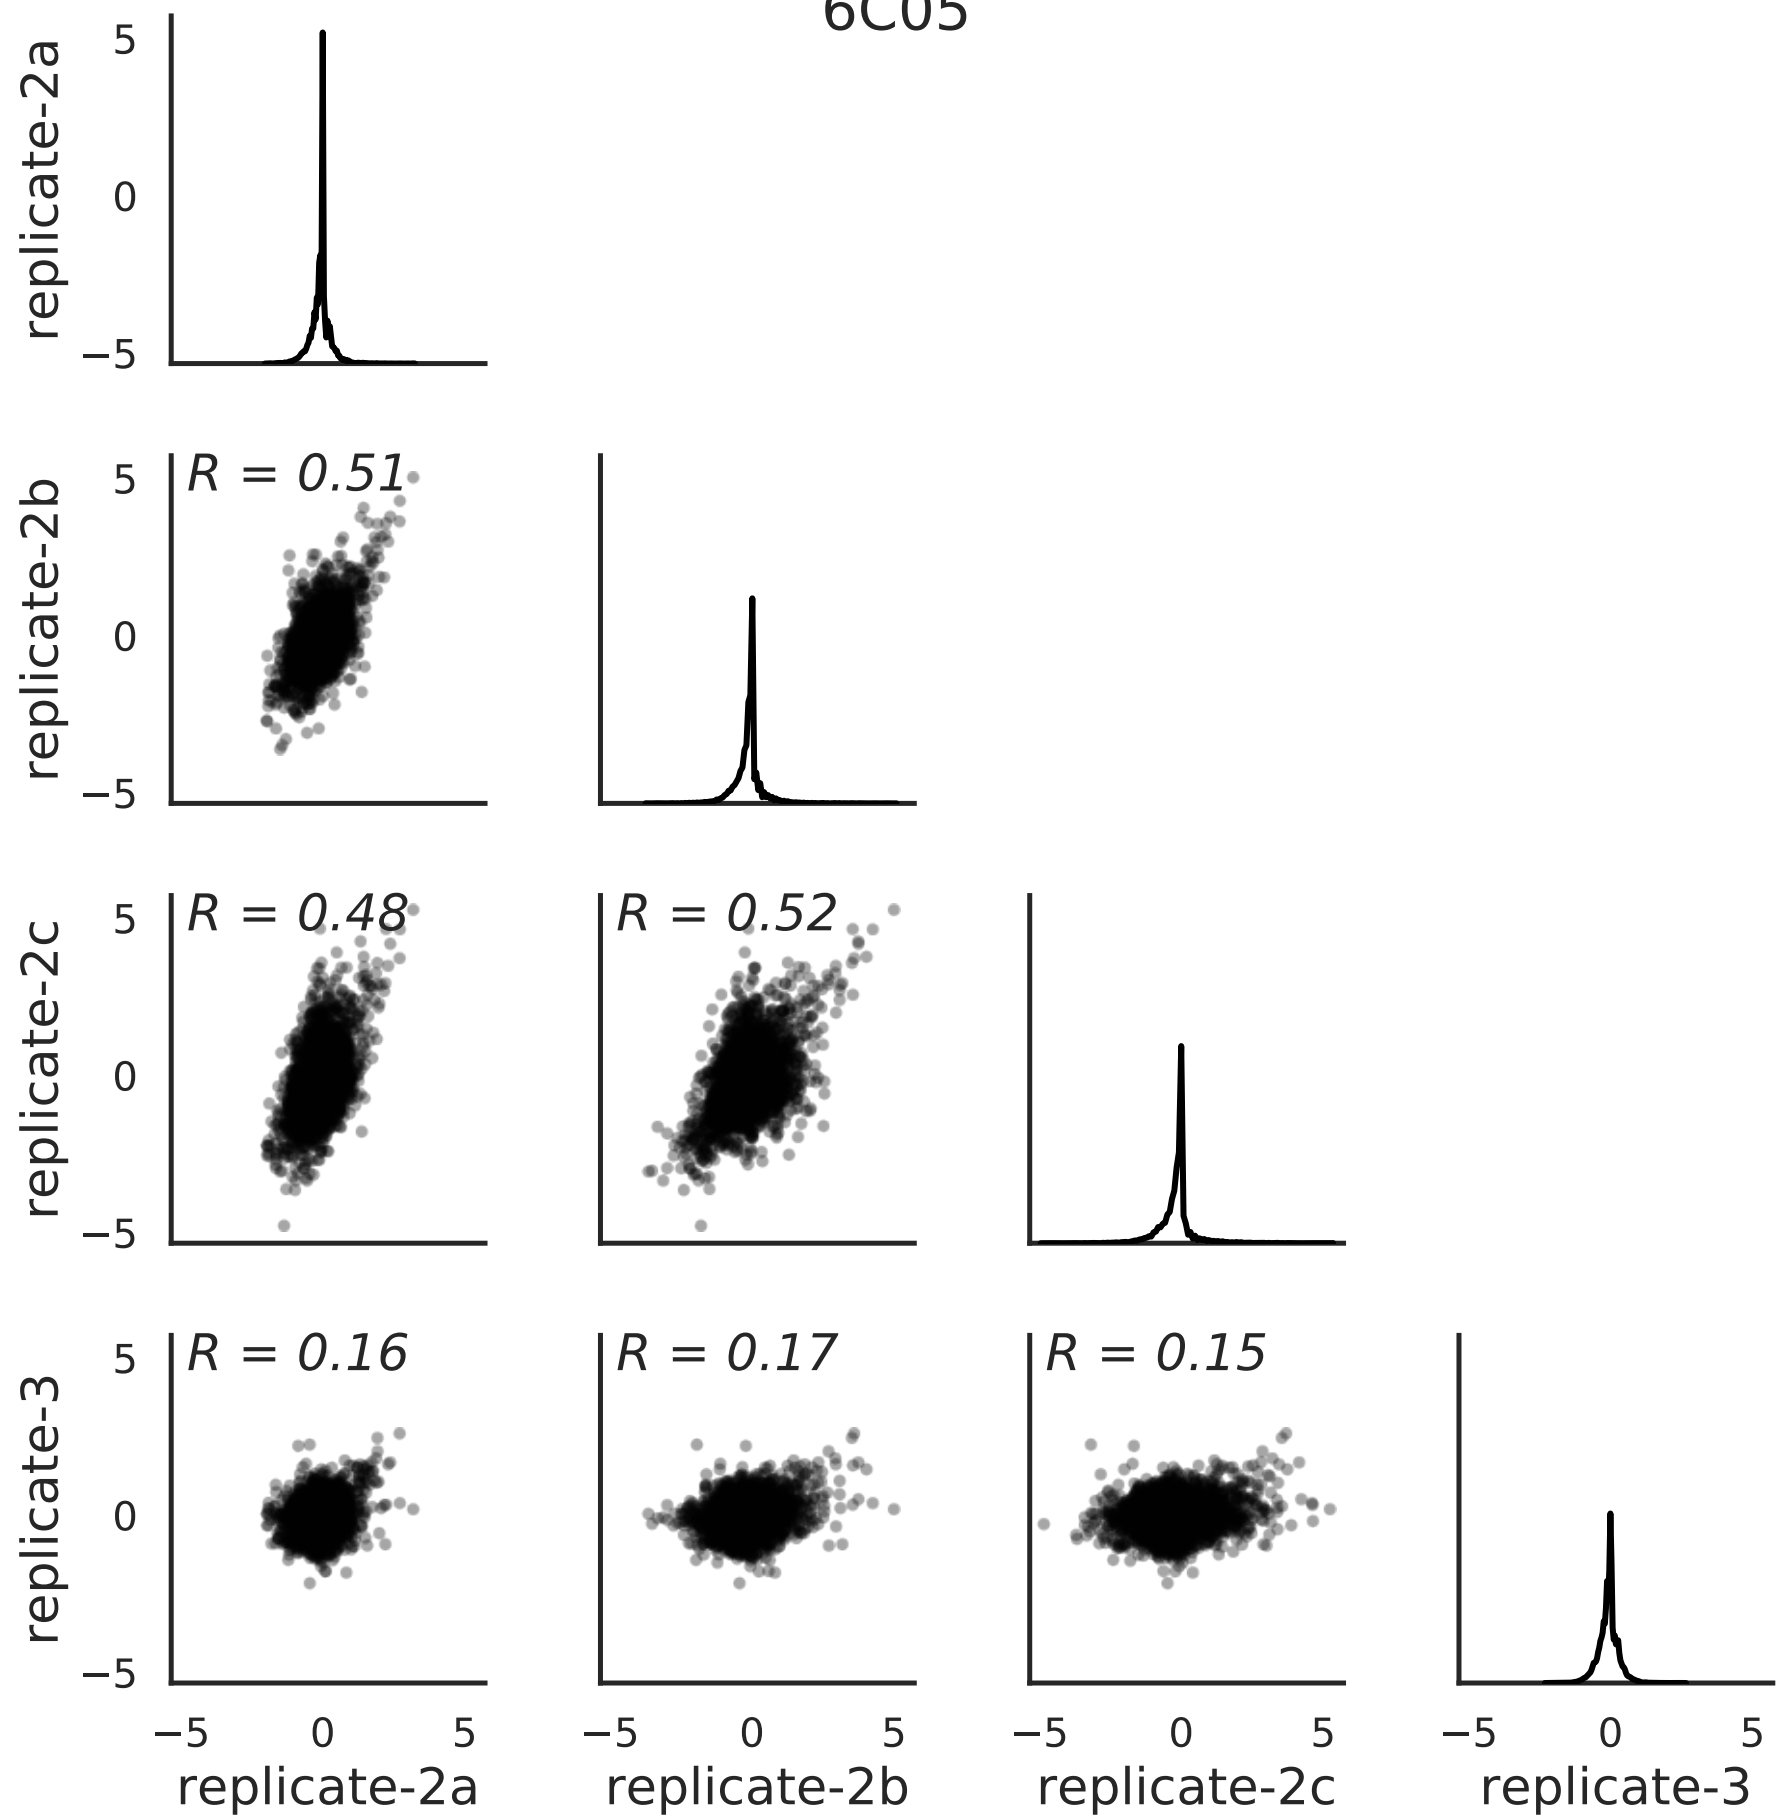 6C05
replicate-2a
5
0
−5
replicate-2b
5
0
−5
R = 0.51
replicate-2c
5
0
−5
R = 0.48
R = 0.52
replicate-3
5
0
−5
R = 0.16
R = 0.17
R = 0.15
−5 0 5
−5 0 5
−5 0 5
−5 0 5
replicate-2a
replicate-2b
replicate-2c
replicate-3